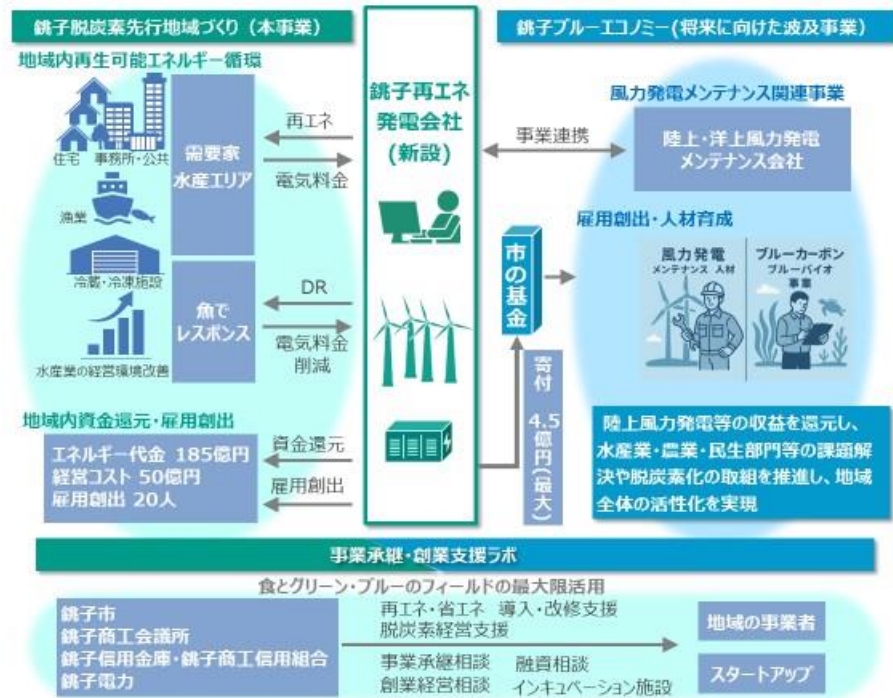 銚子脱炭素先行地域づくり（本事業）
地域内再生可能エネルギー循環
住宅 事務所・公共
漁業
冷蔵・冷凍施設
水産業の経営環境改善
需要家
水産エリア
魚で
レスポンス
再エネ
電気料金
DR
電気料金
削減
地域内資金還元・雇用創出
エネルギー代金 185億円
経営コスト 50億円
雇用創出 20人
資金還元
雇用創出
銚子再エネ
発電会社
(新設)
銚子ブルーエコノミー(将来に向けた波及事業)
風力発電メンテナンス関連事業
事業連携
陸上・洋上風力発電
メンテナンス会社
雇用創出・人材育成
市の基金
寄付 4.5億円(最大)
風力発電
メンテナンス 人材
ブルーカーボン
ブルーバイオ
事業
陸上風力発電等の収益を還元し、
水産業・農業・民生部門等の課題解
決や脱炭素化の取組を推進し、地域
全体の活性化を実現
事業承継・創業支援ラボ
食とグリーン・ブルーのフィールドの最大限活用
銚子市
銚子商工会議所
銚子信用金庫・銚子商工信用組合
銚子電力
再エネ・省エネ 導入・改修支援
脱炭素経営支援
事業承継相談 融資相談
創業経営相談 インキュベーション施設
地域の事業者
スタートアップ